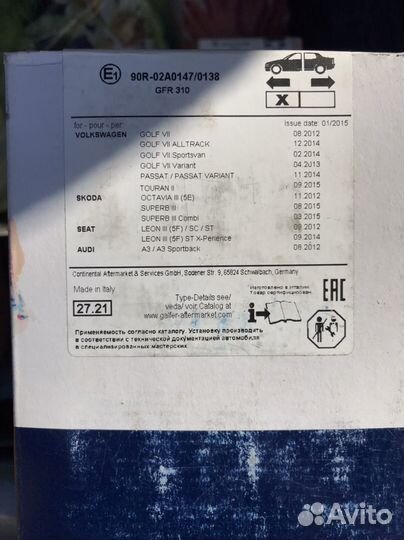 E1 90R-02A0147/0138
GFR 310
X
for - pour - per: issue date: 01/2015
VOLKSWAGEN GOLF VII 08.2012
GOLF VII ALLTRACK 12.2014
GOLF VII Sportsvan 02.2014
GOLF VII Variant 04.2013
PASSAT / PASSAT VARIANT 11.2014
TOURAN II 09.2015
SKODA OCTAVIA III (5E) 11.2012
SUPERB III 08.2015
SUPERB III Combi 03.2015
SEAT LEON III (5F) / SC / ST 09.2012
LEON III (5F) ST X-Perience 09.2014
AUDI A3 / A3 Sportback 08.2012
Continental Aftermarket & Services GmbH, Sodener Str. 9, 65824 Schwalbach, Germany
Made in Italy
27.21
Type-Details see/
veda/ voir, Catalog at
www.galfer-aftermarket.com
Изготовлено в Италии.
Товар сертифицирован.
EAC
Применяемость согласно каталогу. Установку производить
в соответствии с технической документацией автомобиля
в специализированных мастерских
Avito